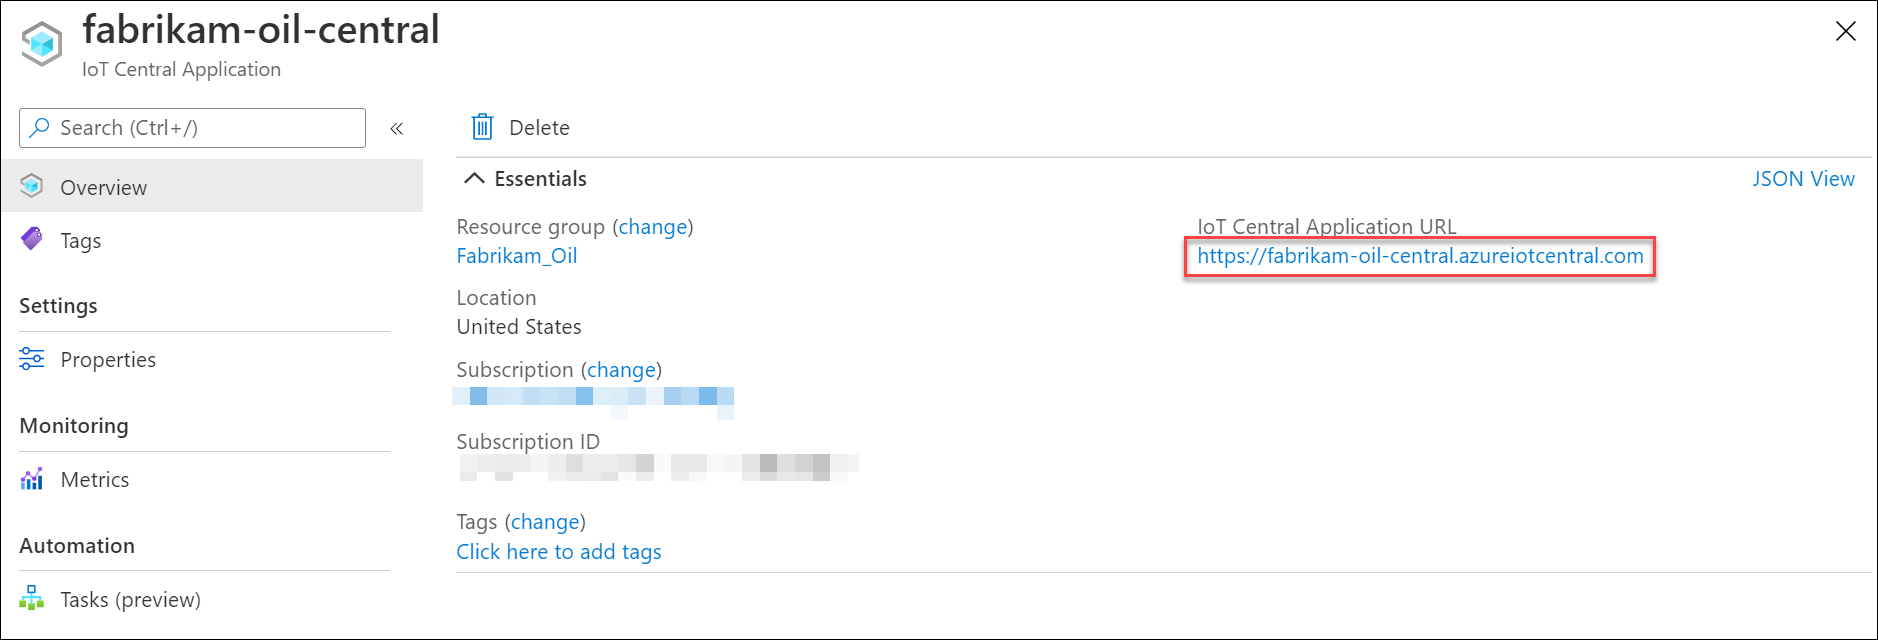 fabrikam-oil-central
IoT Central Application
Search (Ctrl+/)
«
Overview
Tags
Settings
Properties
Monitoring
Metrics
Automation
Tasks (preview)
Delete
Essentials
JSON View
Resource group (change)
Fabrikam_Oil
Location
United States
Subscription (change)
Subscription ID
Tags (change)
Click here to add tags
IoT Central Application URL
https://fabrikam-oil-central.azureiotcentral.com